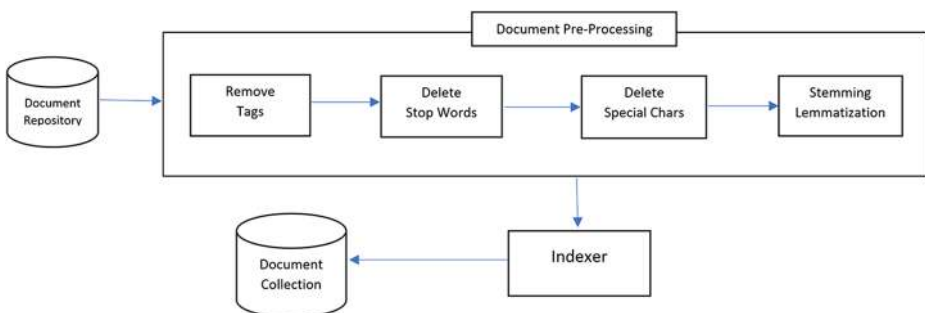 Document Pre-Processing
Document
Repository
Remove
Tags
Delete
Stop Words
Delete
Special Chars
Stemming
Lemmatization
Indexer
Document
Collection